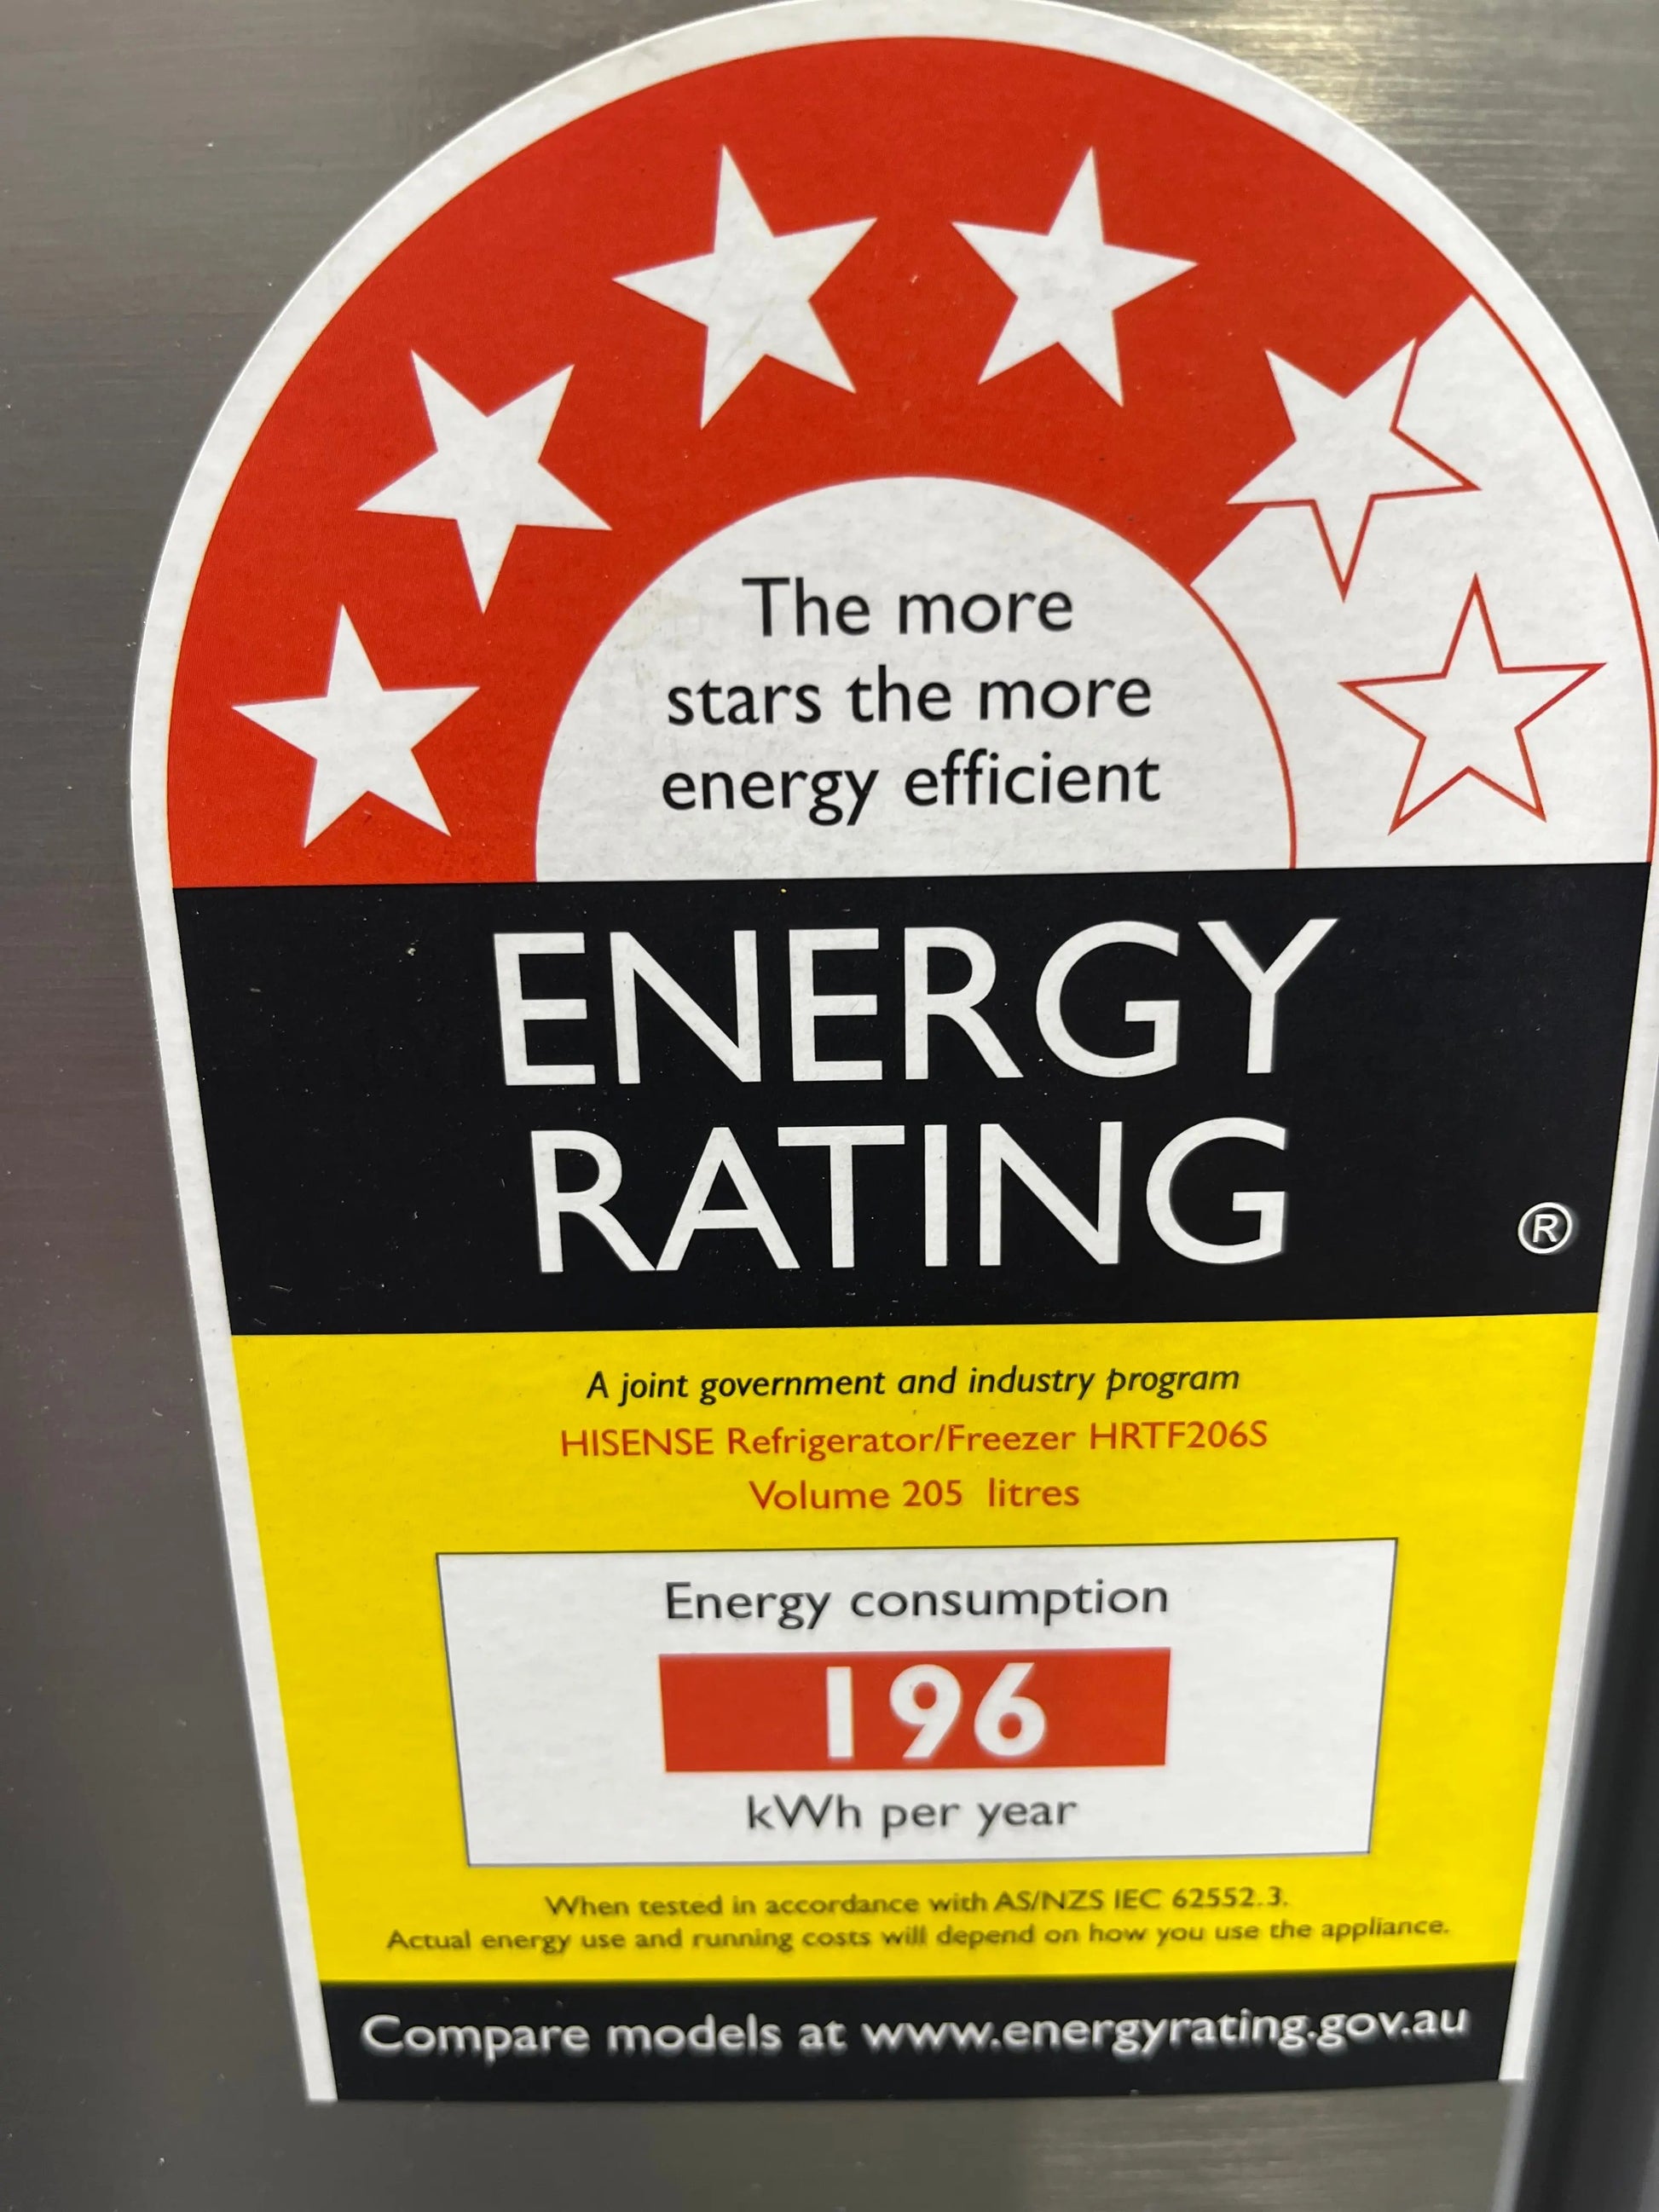 The more
stars the more
energy efficient
ENERGY
RATING
®
A joint government and industry program
HISENSE Refrigerator/Freezer HRTF206S
Volume 205 litres
Energy consumption
196
kWh per year
When tested in accordance with AS/NZS IEC 62552.3.
Actual energy use and running costs will depend on how you use the appliance.
Compare models at www.energyrating.gov.au